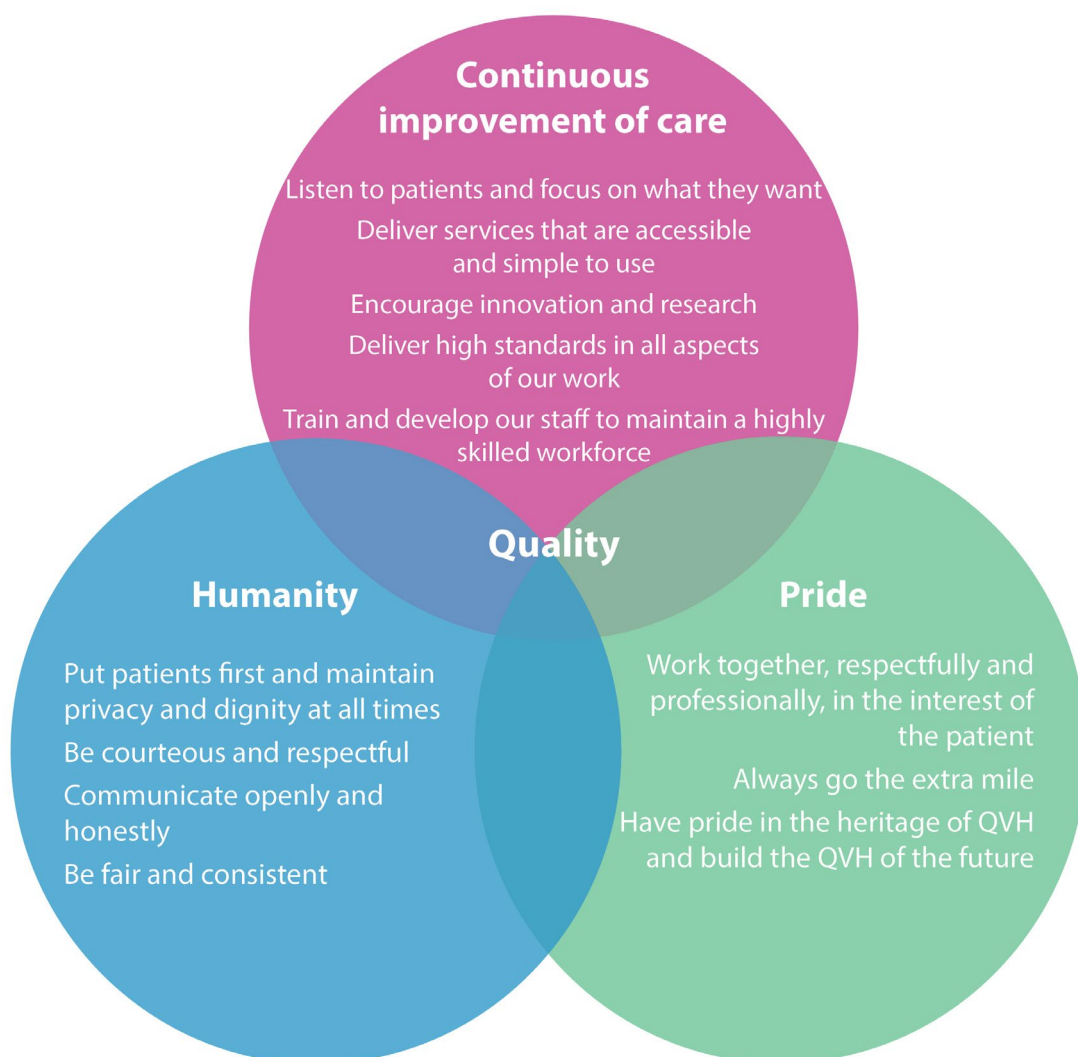 Continuous
improvement of care
Listen to patients and focus on what they want
Deliver services that are accessible
and simple to use
Encourage innovation and research
Deliver high standards in all aspects
of our work
Train and develop our staff to maintain a highly
skilled workforce
Quality
Humanity
Put patients first and maintain
privacy and dignity at all times
Be courteous and respectful
Communicate openly and
honestly
Be fair and consistent
Pride
Work together, respectfully and
professionally, in the interest of
the patient
Always go the extra mile
Have pride in the heritage of QVH
and build the QVH of the future